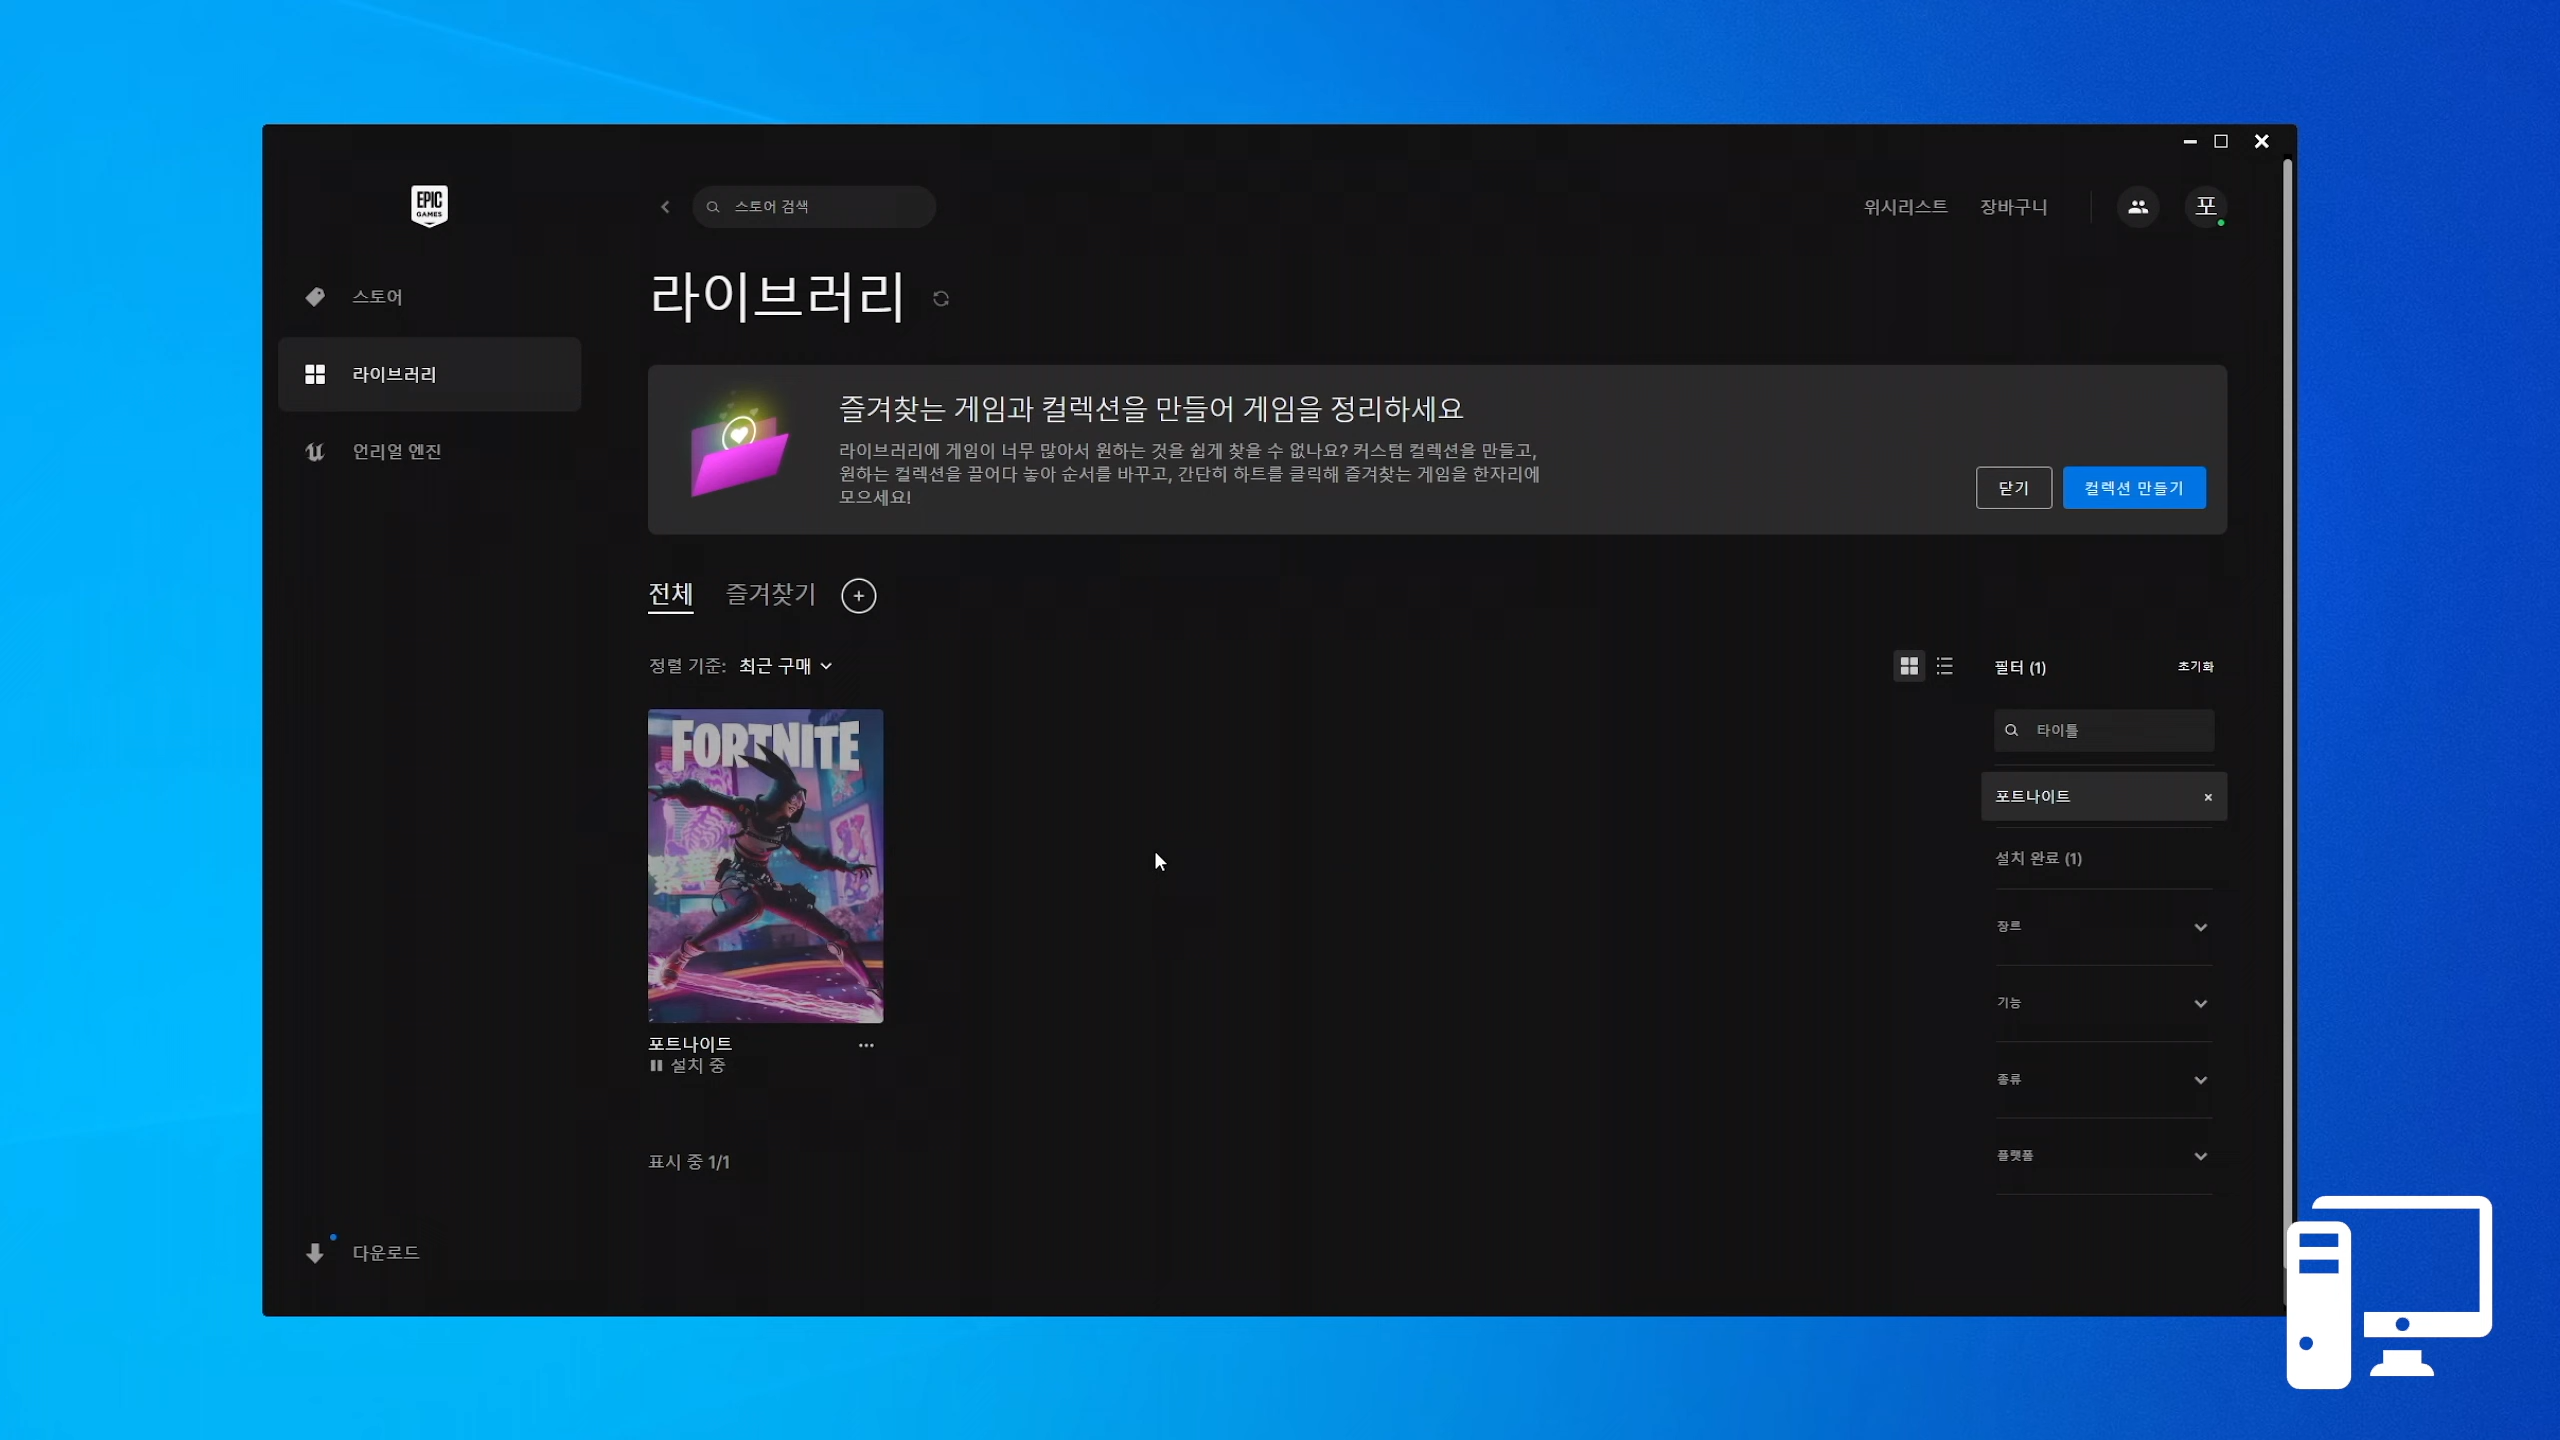 EPIC
GAMES
스토어 검색
위시리스트
장바구니
포
스토어
라이브러리
언리얼 엔진
다운로드
라이브러리
즐겨찾는 게임과 컬렉션을 만들어 게임을 정리하세요
라이브러리에 게임이 너무 많아서 원하는 것을 쉽게 찾을 수 없나요? 커스텀 컬렉션을 만들고,
원하는 컬렉션을 끌어다 놓아 순서를 바꾸고, 간단히 하트를 클릭해 즐겨찾는 게임을 한자리에
모으세요!
닫기
컬렉션 만들기
전체
즐겨찾기
정렬 기준: 최근 구매
FORTNITE
포트나이트
설치 중
표시 중 1/1
필터 (1)
초기화
타이틀
포트나이트
설치 완료 (1)
장르
기능
종류
플랫폼